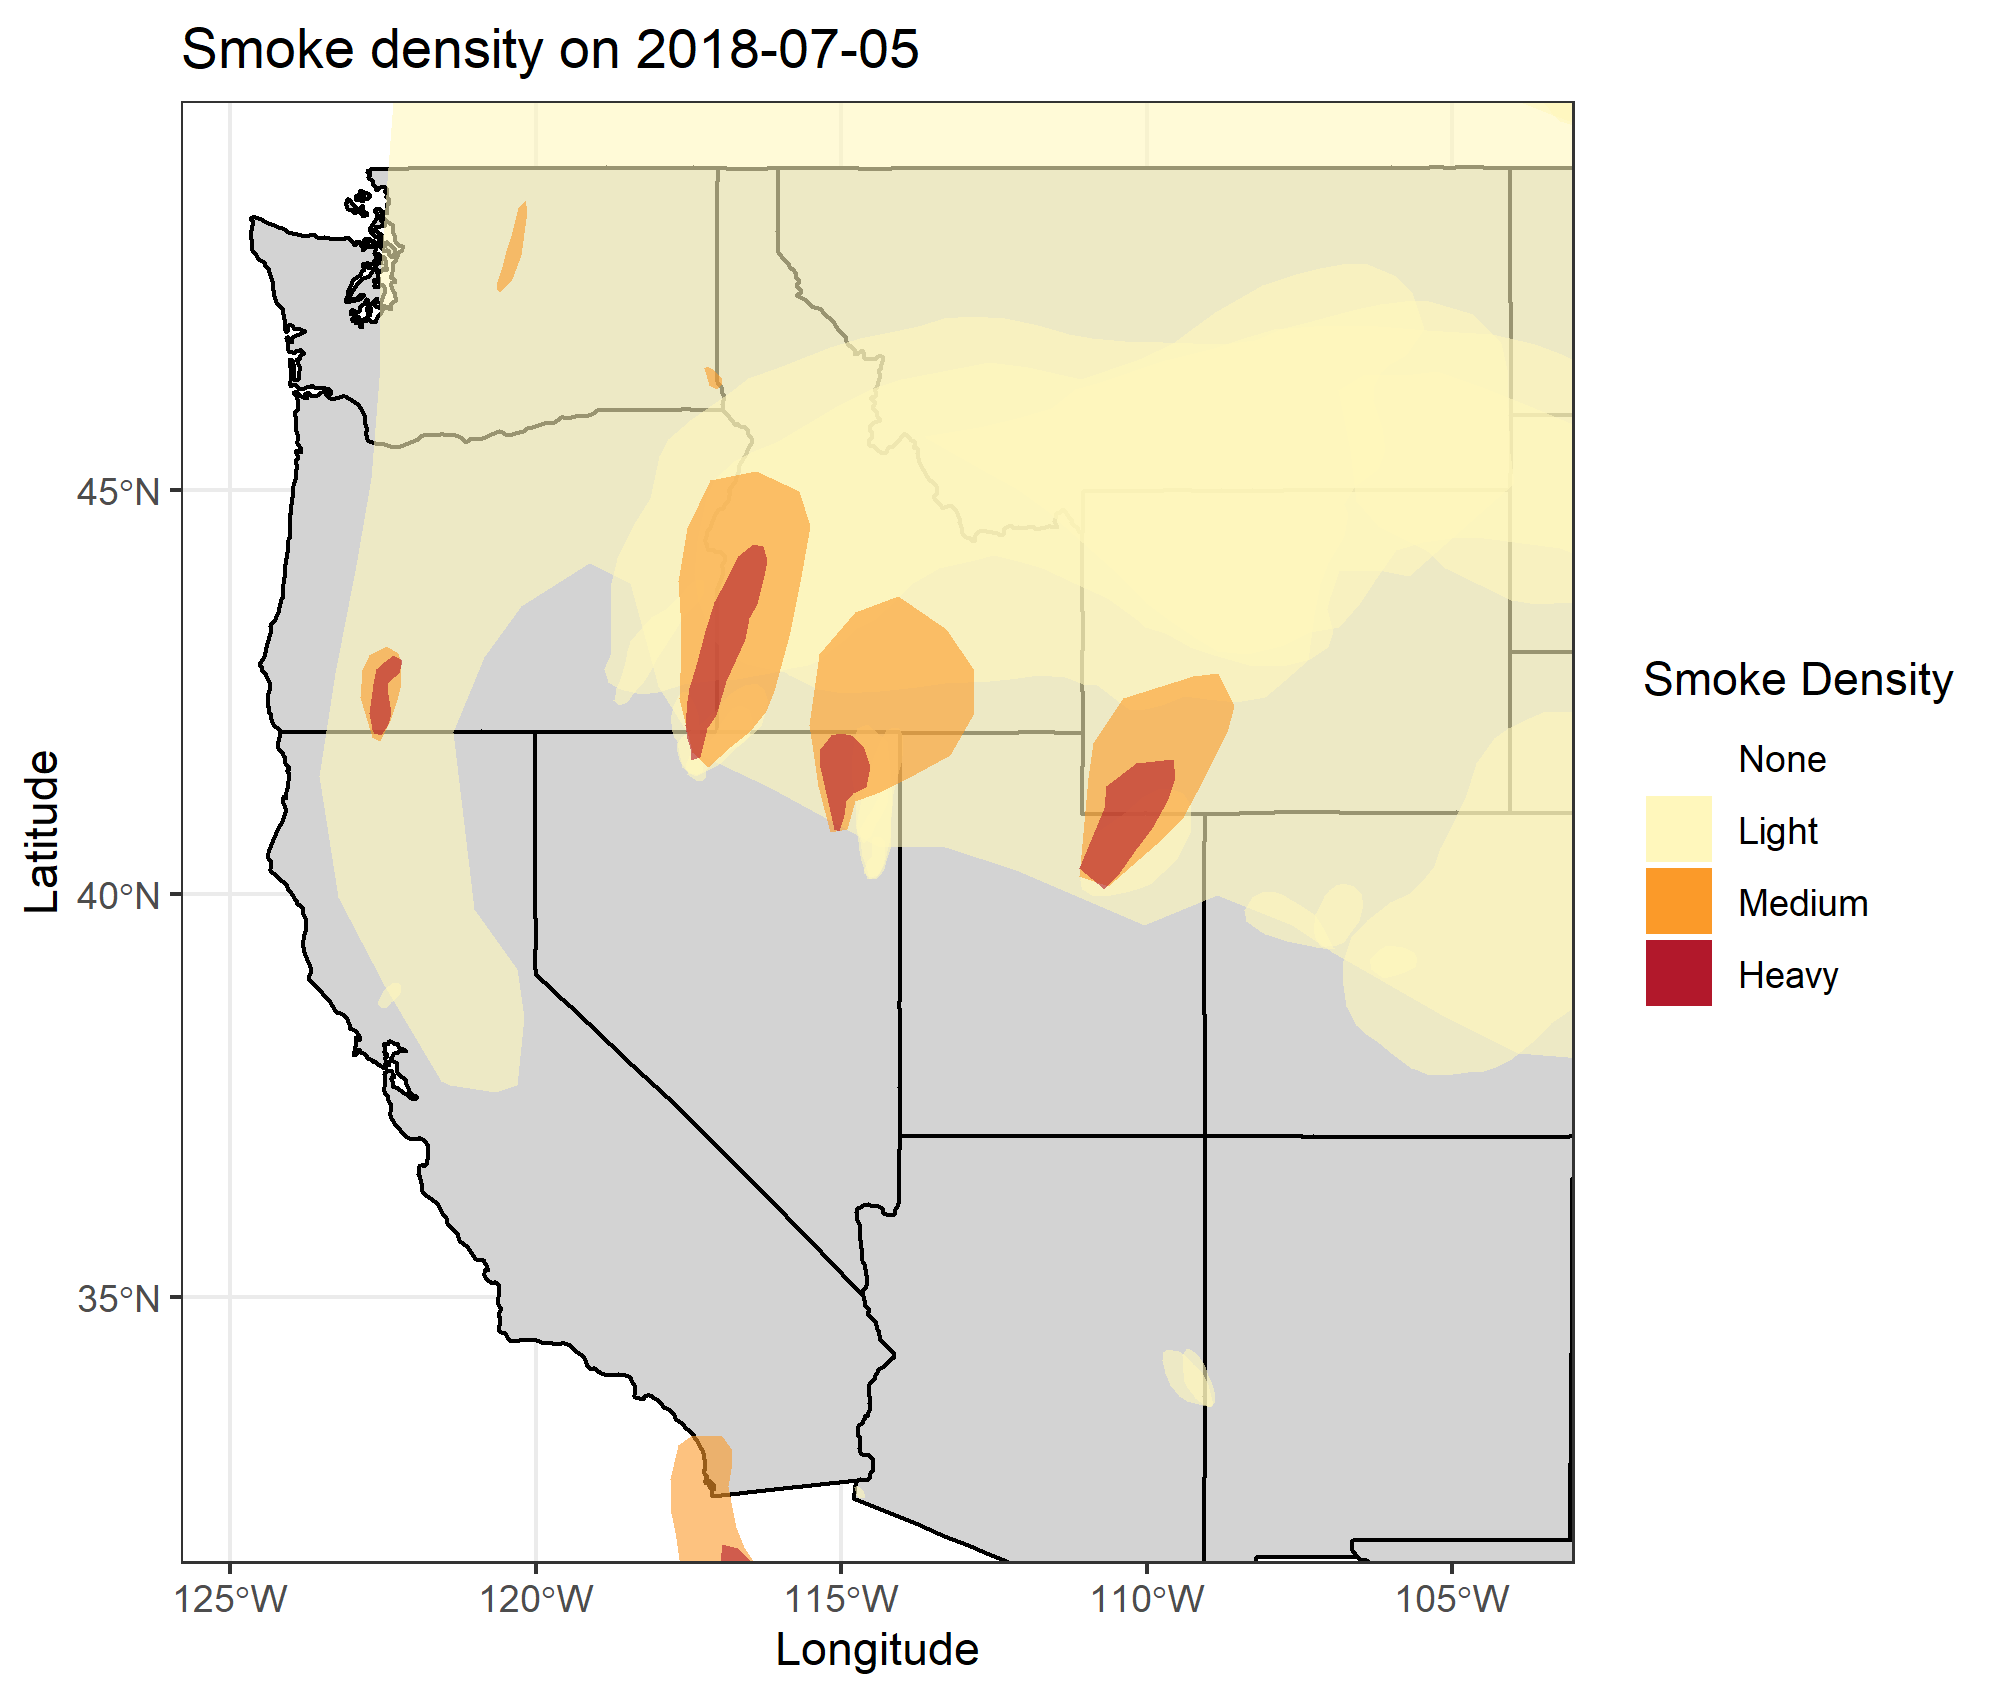 Smoke density on 2018-07-05
45°N
40°N
35°N
Latitude
125°W 120°W 115°W 110°W 105°W
Longitude
Smoke Density
None
Light
Medium
Heavy